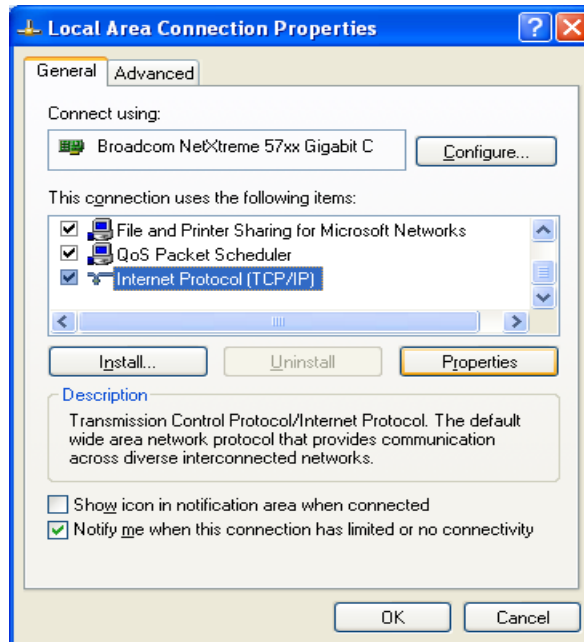 Local Area Connection Properties
General
Advanced
Connect using:
Broadcom NetXtreme 57xx Gigabit C
Configure...
This connection uses the following items:
File and Printer Sharing for Microsoft Networks
QoS Packet Scheduler
Internet Protocol (TCP/IP)
Install...
Uninstall
Properties
Description
Transmission Control Protocol/Internet Protocol. The default
wide area network protocol that provides communication
across diverse interconnected networks.
Show icon in notification area when connected
Notify me when this connection has limited or no connectivity
OK
Cancel